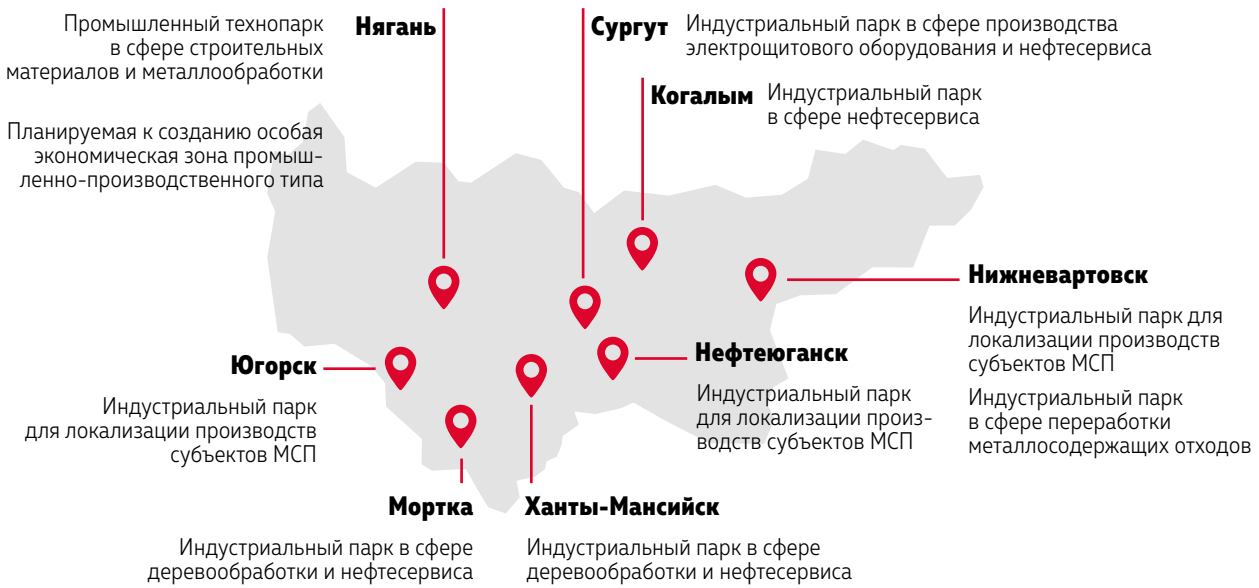 Нягань
Промышленный технопарк
в сфере строительных
материалов и металлообработки
Планируемая к созданию особая
экономическая зона промыш-
ленно-производственного типа
Сургут
Индустриальный парк в сфере производства
электрощитового оборудования и нефтесервиса
Когалым
Индустриальный парк
в сфере нефтесервиса
Нижневартовск
Индустриальный парк для
локализации производств
субъектов МСП
Индустриальный парк
в сфере переработки
металлосодержащих отходов
Югорск
Индустриальный парк
для локализации производств
субъектов МСП
Нефтеюганск
Индустриальный парк
для локализации произ-
водств субъектов МСП
Мортка
Индустриальный парк в сфере
деревообработки и нефтесервиса
Ханты-Мансийск
Индустриальный парк в сфере
деревообработки и нефтесервиса